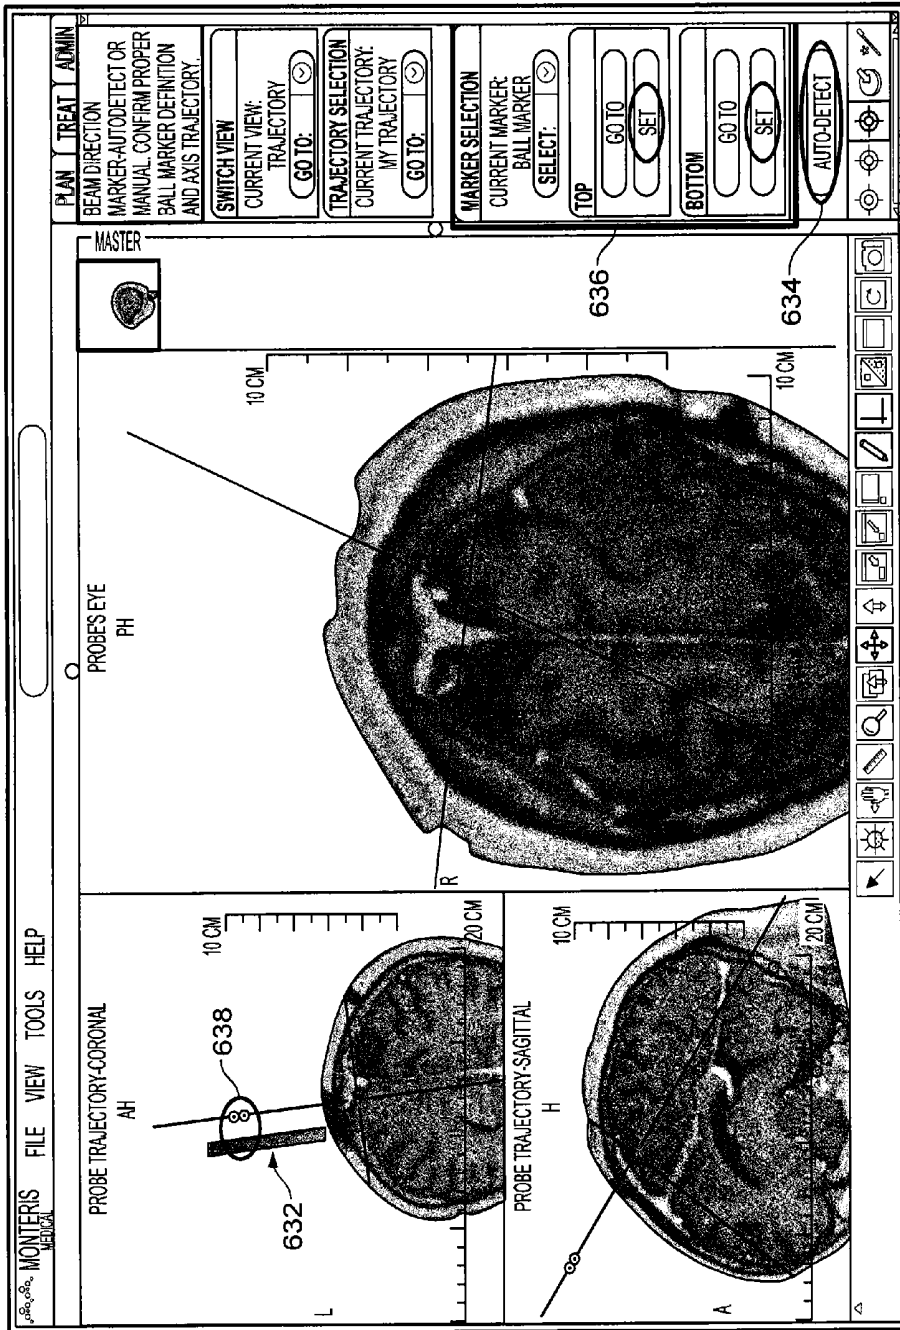 MONTERIS
MEDICAL
FILE VIEW TOOLS HELP
PROBE TRAJECTORY-CORONAL
AH
L
10 CM
20 CM
638
632
PROBE TRAJECTORY-SAGITTAL
H
A
10 CM
20 CM
PROBE'S EYE
PH
R
10 CM
10 CM
MASTER
PLAN TREAT ADMIN
BEAM DIRECTION
MARKER-AUTODETECT OR
MANUAL. CONFIRM PROPER
BALL MARKER DEFINITION
AND AXIS TRAJECTORY.
SWITCH VIEW
CURRENT VIEW:
TRAJECTORY
GO TO:
TRAJECTORY SELECTION
CURRENT TRAJECTORY:
MY TRAJECTORY
GO TO:
MARKER SELECTION
CURRENT MARKER:
BALL MARKER
SELECT:
TOP
GO TO
SET
BOTTOM
GO TO
SET
AUTO-DETECT
636
634